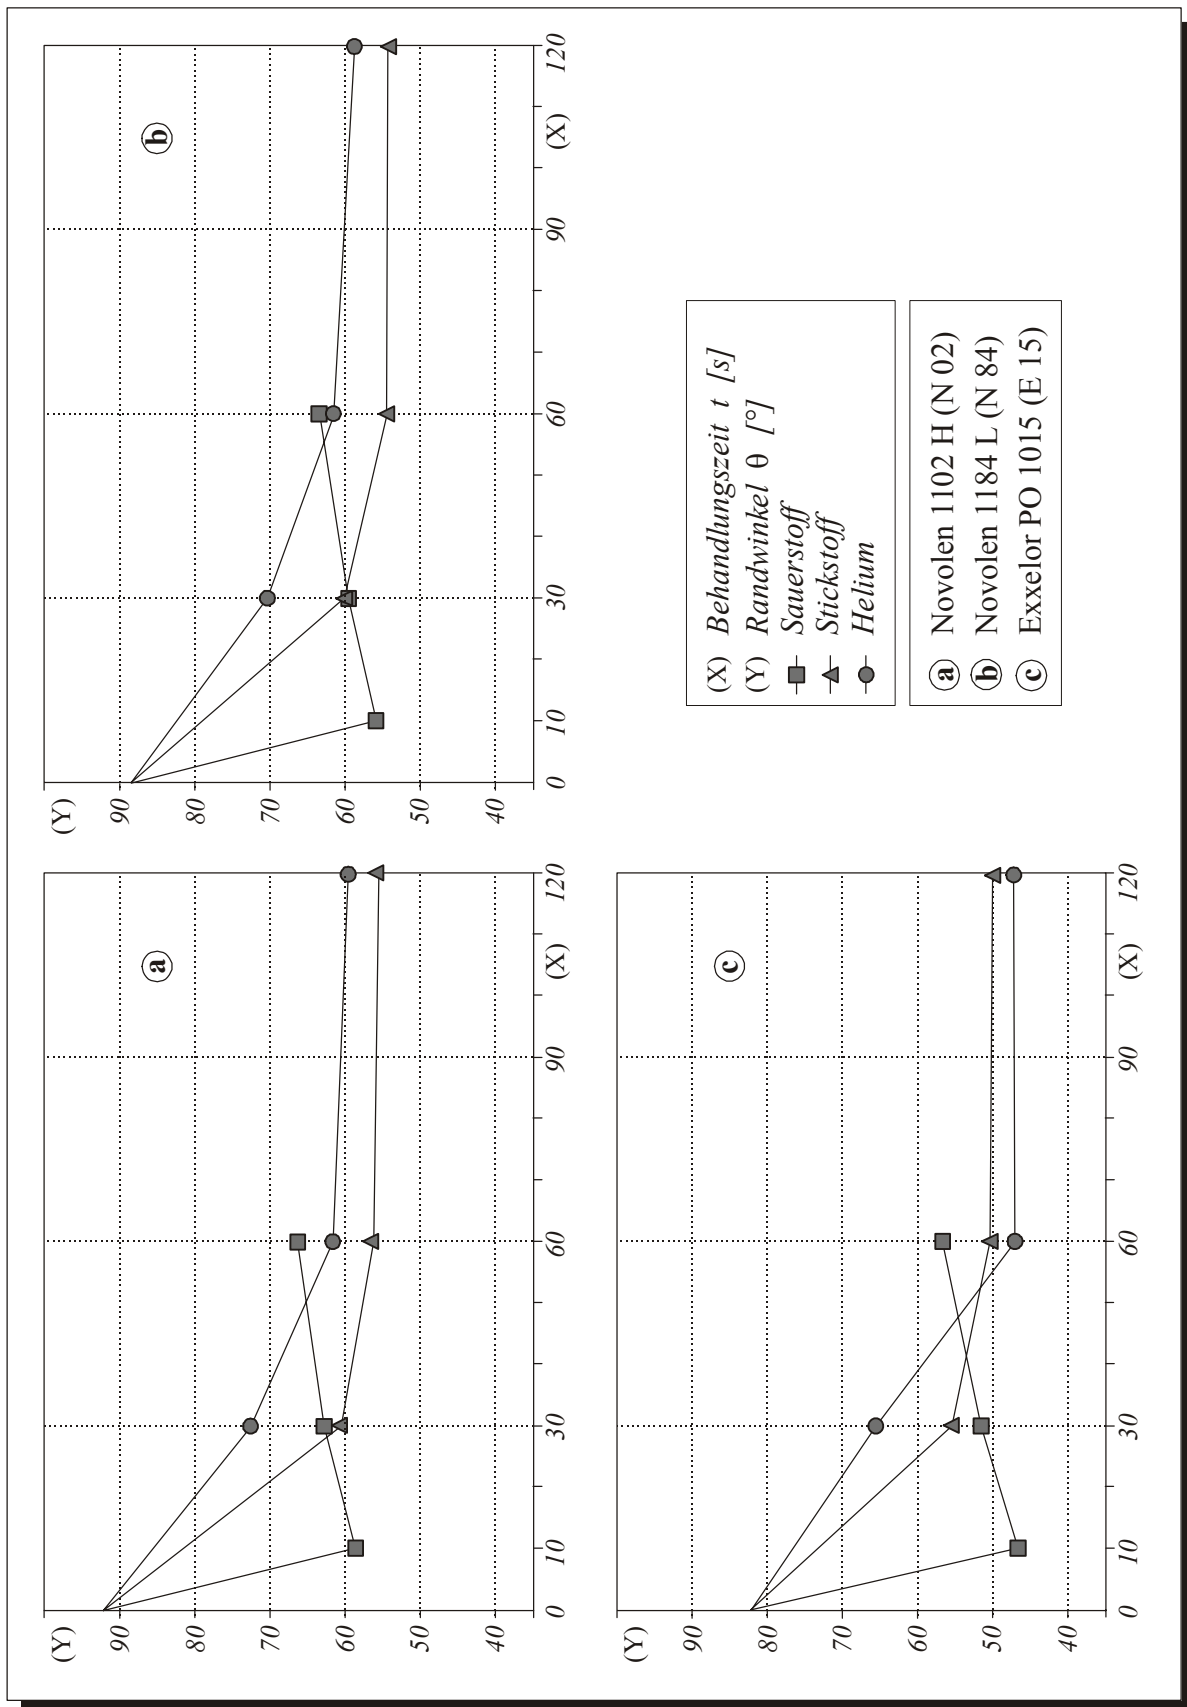 (Y)
90
80
70
60
50
40
0
10
30
60
90
(X)
120
a
(Y)
90
80
70
60
50
40
0
10
30
60
90
(X)
120
b
(Y)
90
80
70
60
50
40
0
10
30
60
90
(X)
120
c
(X) Behandlungszeit t [s]
(Y) Randwinkel θ [°]
Sauerstoff
Stickstoff
Helium
a Novolen 1102 H (N 02)
b Novolen 1184 L (N 84)
c Exxelor PO 1015 (E 15)